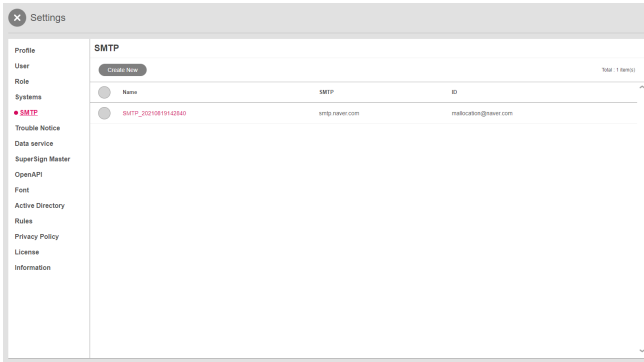 Settings
Profile
User
Role
Systems
SMTP
Trouble Notice
Data service
SuperSign Master
OpenAPI
Font
Active Directory
Rules
Privacy Policy
License
Information
SMTP
Create New
Total : 1 item(s)
Name SMTP ID
SMTP_20210819142840 smtp.naver.com mallocation@naver.com